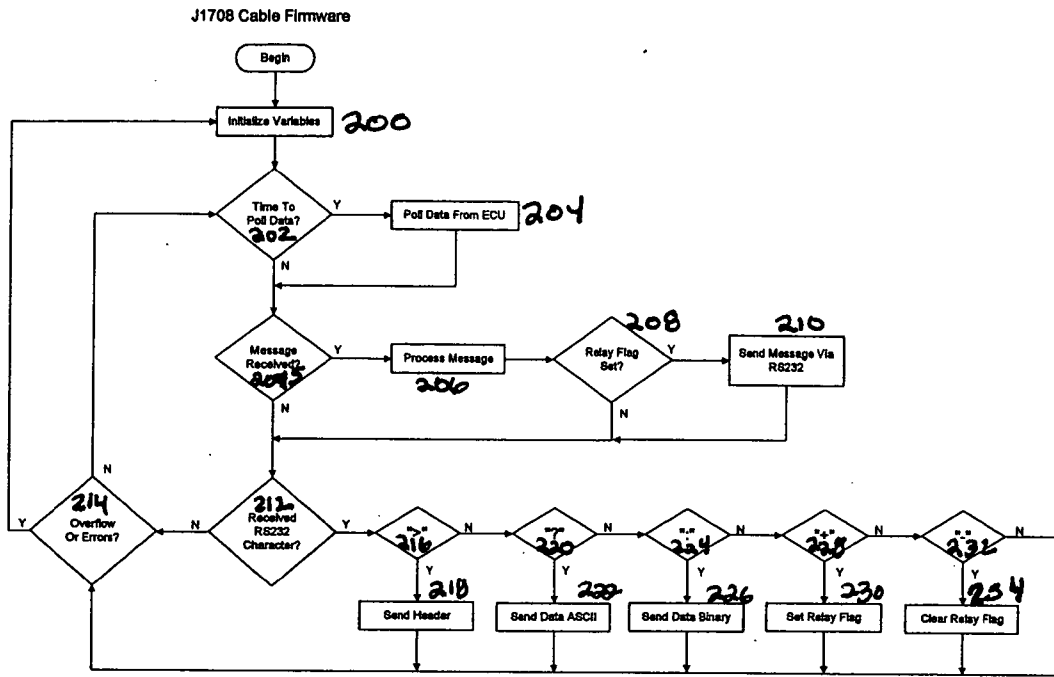 J1708 Cable Firmware
Begin
Initialize Variables 200
Time To
Poll Data?
202
Y
Poll Data From ECU 204
N
Message
Received?
Y
Process Message
206
208
Relay Flag
Set?
Y
210
Send Message Via
RS232
N
N
N
214
Overflow
Or Errors?
Y
N
212
Received
RS232
Character?
Y
">"
216
N
"?"
220
N
224
N
"+"
228
N
"-"
232
N
Y
Y
Y
Y
Y
218
Send Header
222
Send Data ASCII
226
Send Data Binary
230
Set Relay Flag
234
Clear Relay Flag